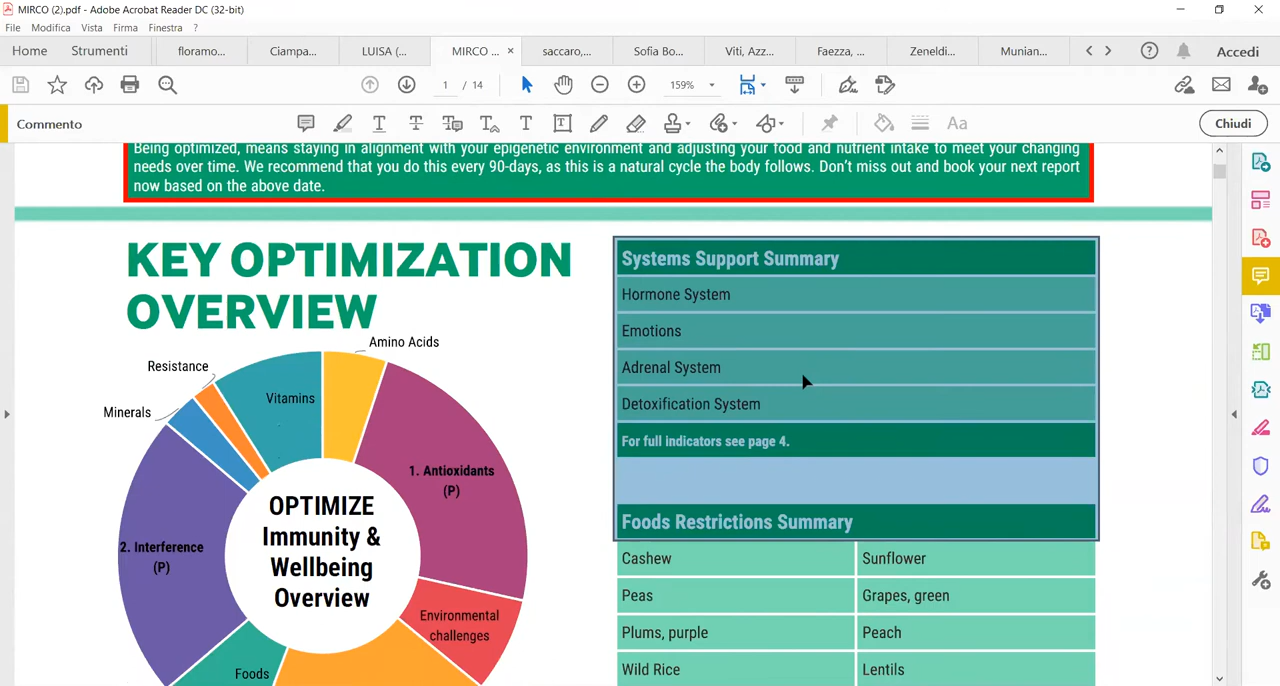 MIRCO (2).pdf - Adobe Acrobat Reader DC (32-bit)
File Modifica Vista Firma Finestra ?
Home Strumenti floramo... Ciampa... LUISA (... MIRCO ... × saccaro,... Sofia Bo... Viti, Azz... Faezza, ... Zeneldi... Munian... Accedi
1 / 14 159%
Commento Aa Chiudi
Being optimized, means staying in alignment with your epigenetic environment and adjusting your food and nutrient intake to meet your changing
needs over time. We recommend that you do this every 90-days, as this is a natural cycle the body follows. Don't miss out and book your next report
now based on the above date.
KEY OPTIMIZATION
OVERVIEW
Amino Acids
Resistance
Vitamins
Minerals
1. Antioxidants
(P)
2. Interference
(P)
OPTIMIZE
Immunity &
Wellbeing
Overview
Environmental
challenges
Foods
Systems Support Summary
Hormone System
Emotions
Adrenal System
Detoxification System
For full indicators see page 4.
Foods Restrictions Summary
Cashew Sunflower
Peas Grapes, green
Plums, purple Peach
Wild Rice Lentils